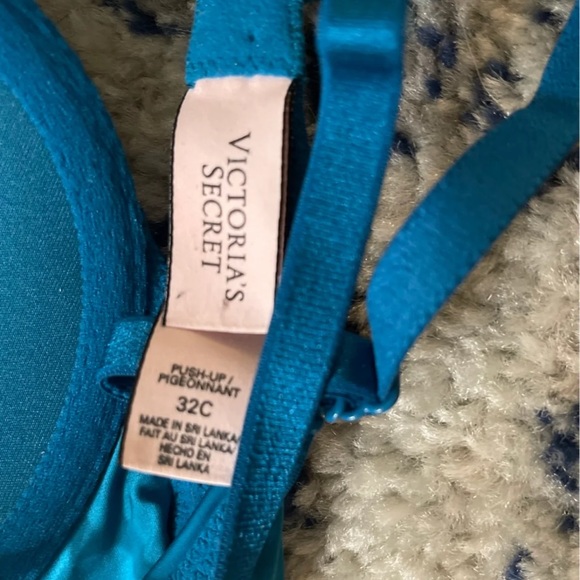 VICTORIA'S
SECRET
PUSH-UP/
PIGEONNANT
32C
MADE IN SRI LANKA/
FAIT AU SRI LANKA/
HECHO EN
SRI LANKA